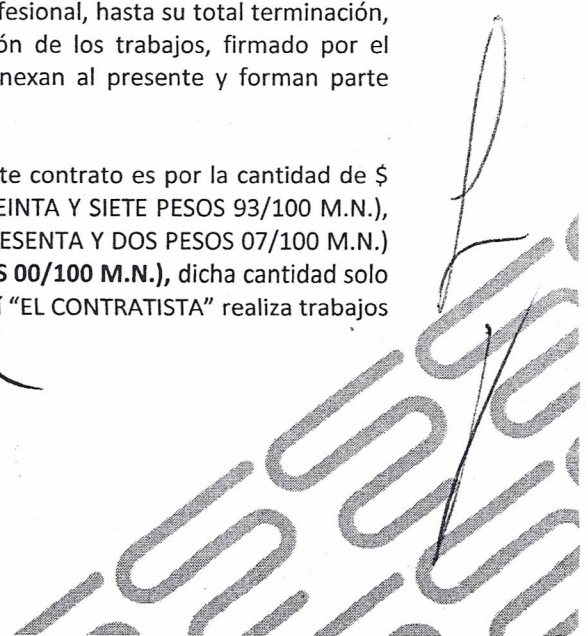 fesional, hasta su total terminación,
ón de los trabajos, firmado por el
nexan al presente y forman parte
te contrato es por la cantidad de $
EINTA Y SIETE PESOS 93/100 M.N.),
ESENTA Y DOS PESOS 07/100 M.N.)
S 00/100 M.N.), dicha cantidad solo
"EL CONTRATISTA" realiza trabajos